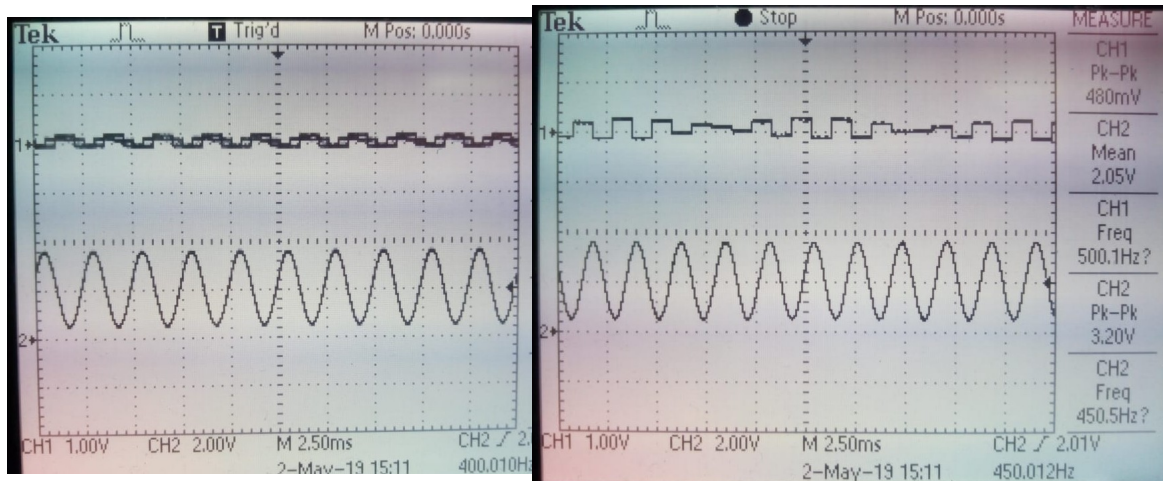 Tek T Trig'd M Pos: 0.000s
1
2
CH1 1.00V CH2 2.00V M 2.50ms CH2 2.
2-May-19 15:11 400.010Hz
Tek Stop M Pos: 0.000s MEASURE
CH1
Pk-Pk
480mV
1
CH2
Mean
2.05V
CH1
Freq
500.1Hz?
CH2
Pk-Pk
3.20V
2
CH2
Freq
450.5Hz?
CH1 1.00V CH2 2.00V M 2.50ms CH2 2.01V
2-May-19 15:11 450.012Hz